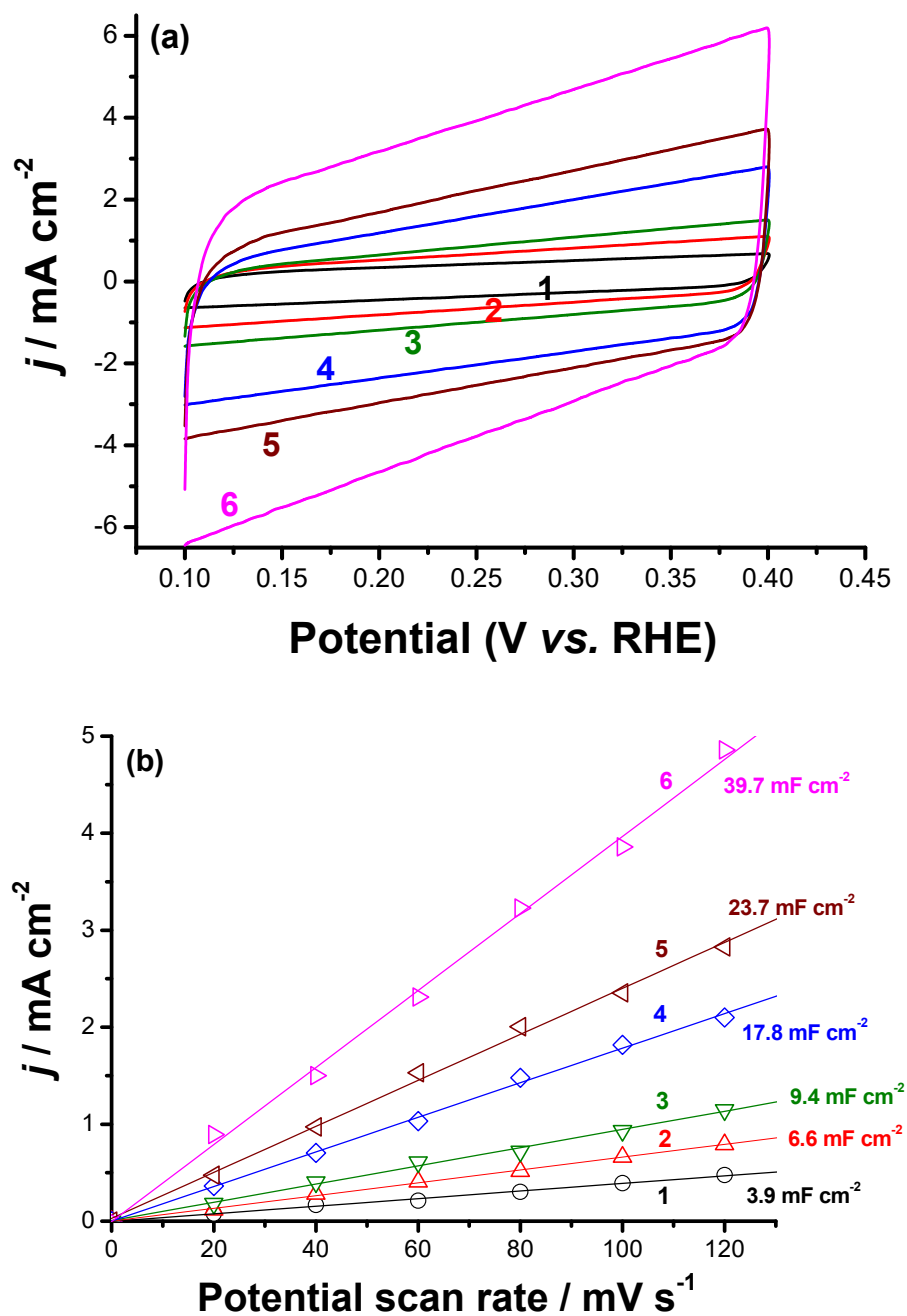 (a)
6
4
2
0
-2
-4
-6
j / mA cm-2
1
2
3
4
5
6
0.10 0.15 0.20 0.25 0.30 0.35 0.40 0.45
Potential (V vs. RHE)
(b)
5
4
3
2
1
0
j / mA cm-2
6
39.7 mF cm-2
5
23.7 mF cm-2
4
17.8 mF cm-2
3
9.4 mF cm-2
2
6.6 mF cm-2
1
3.9 mF cm-2
0 20 40 60 80 100 120
Potential scan rate / mV s-1